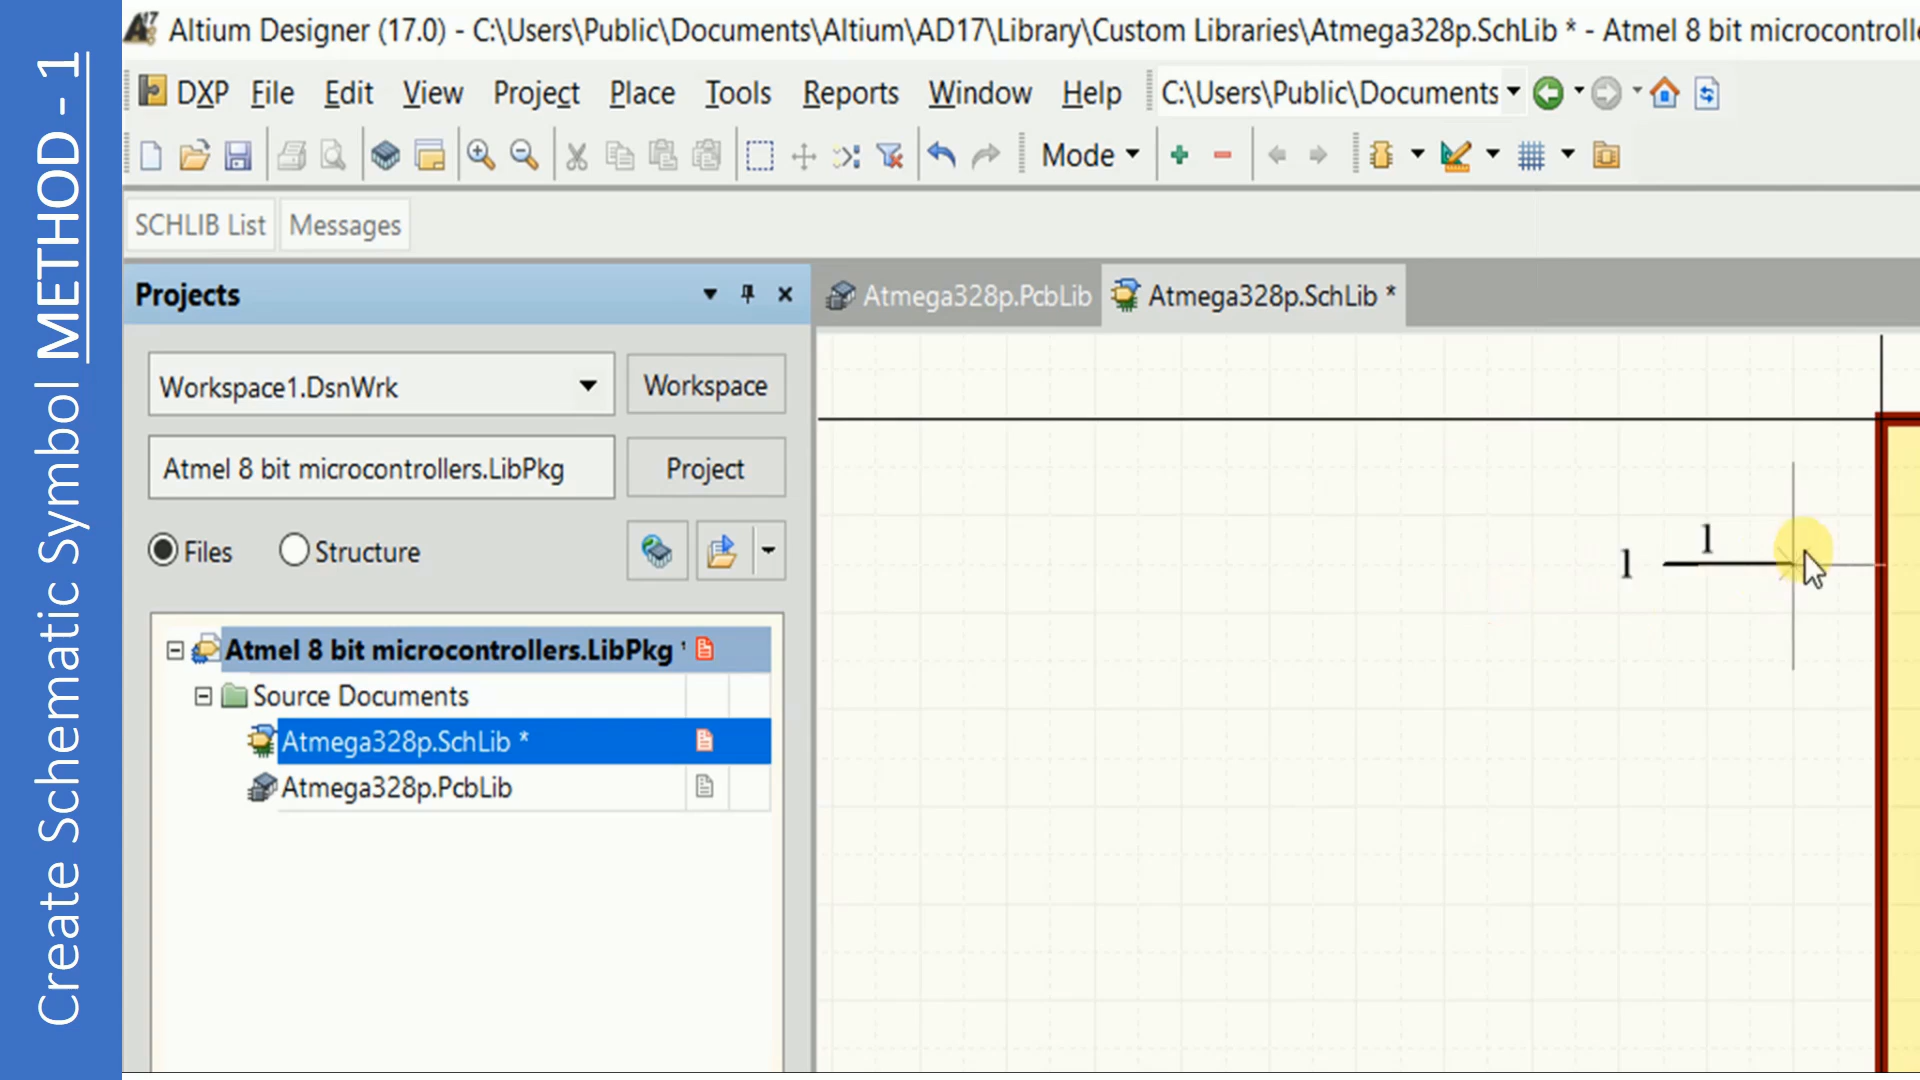 Create Schematic Symbol METHOD - 1
Altium Designer (17.0) - C:\Users\Public\Documents\Altium\AD17\Library\Custom Libraries\Atmega328p.SchLib * - Atmel 8 bit
DXP File Edit View Project Place Tools Reports Window Help C:\Users\Public\Documents
Mode
SCHLIB List Messages
Projects
Atmega328p.PcbLib Atmega328p.SchLib *
Workspace1.DsnWrk Workspace
Atmel 8 bit microcontrollers.LibPkg Project
Files Structure
1
1
Atmel 8 bit microcontrollers.LibPkg
Source Documents
Atmega328p.SchLib *
Atmega328p.PcbLib